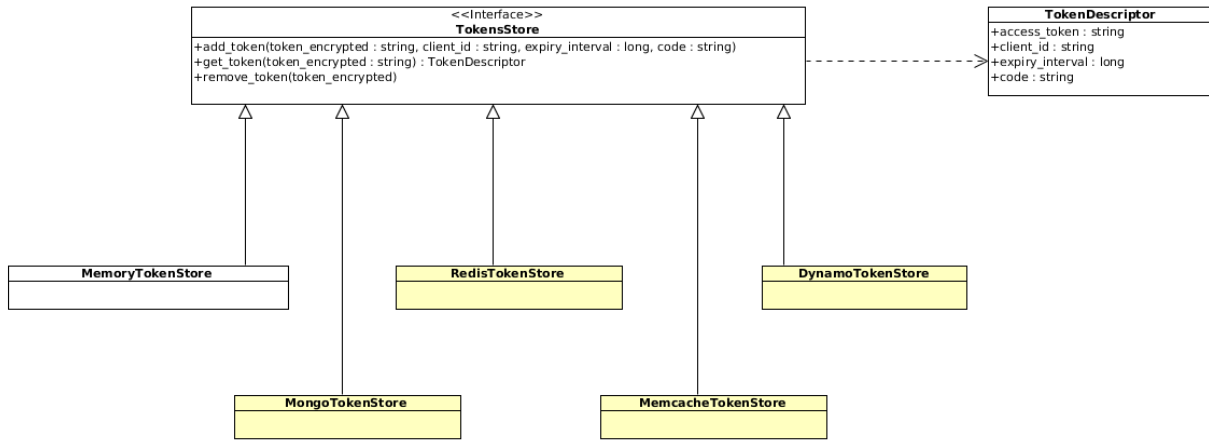 <<Interface>>
TokensStore
+add_token(token_encrypted : string, client_id : string, expiry_interval : long, code : string)
+get_token(token_encrypted : string) : TokenDescriptor
+remove_token(token_encrypted)
TokenDescriptor
+access_token : string
+client_id : string
+expiry_interval : long
+code : string
MemoryTokenStore
RedisTokenStore
DynamoTokenStore
MongoTokenStore
MemcacheTokenStore